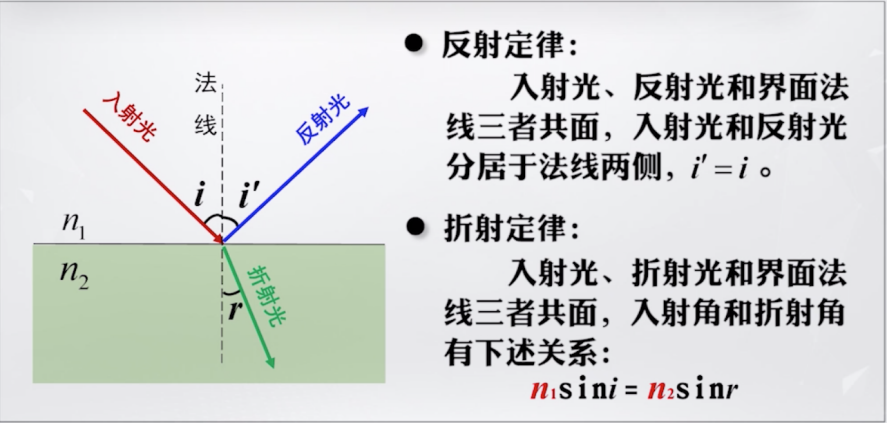 法
线
入射光
反射光
i
i′
n₁
n₂
折射光
r
● 反射定律：
入射光、反射光和界面法
线三者共面，入射光和反射光
分居于法线两侧，i′ = i 。
● 折射定律：
入射光、折射光和界面法
线三者共面，入射角和折射角
有下述关系：
n₁sini = n₂sinr